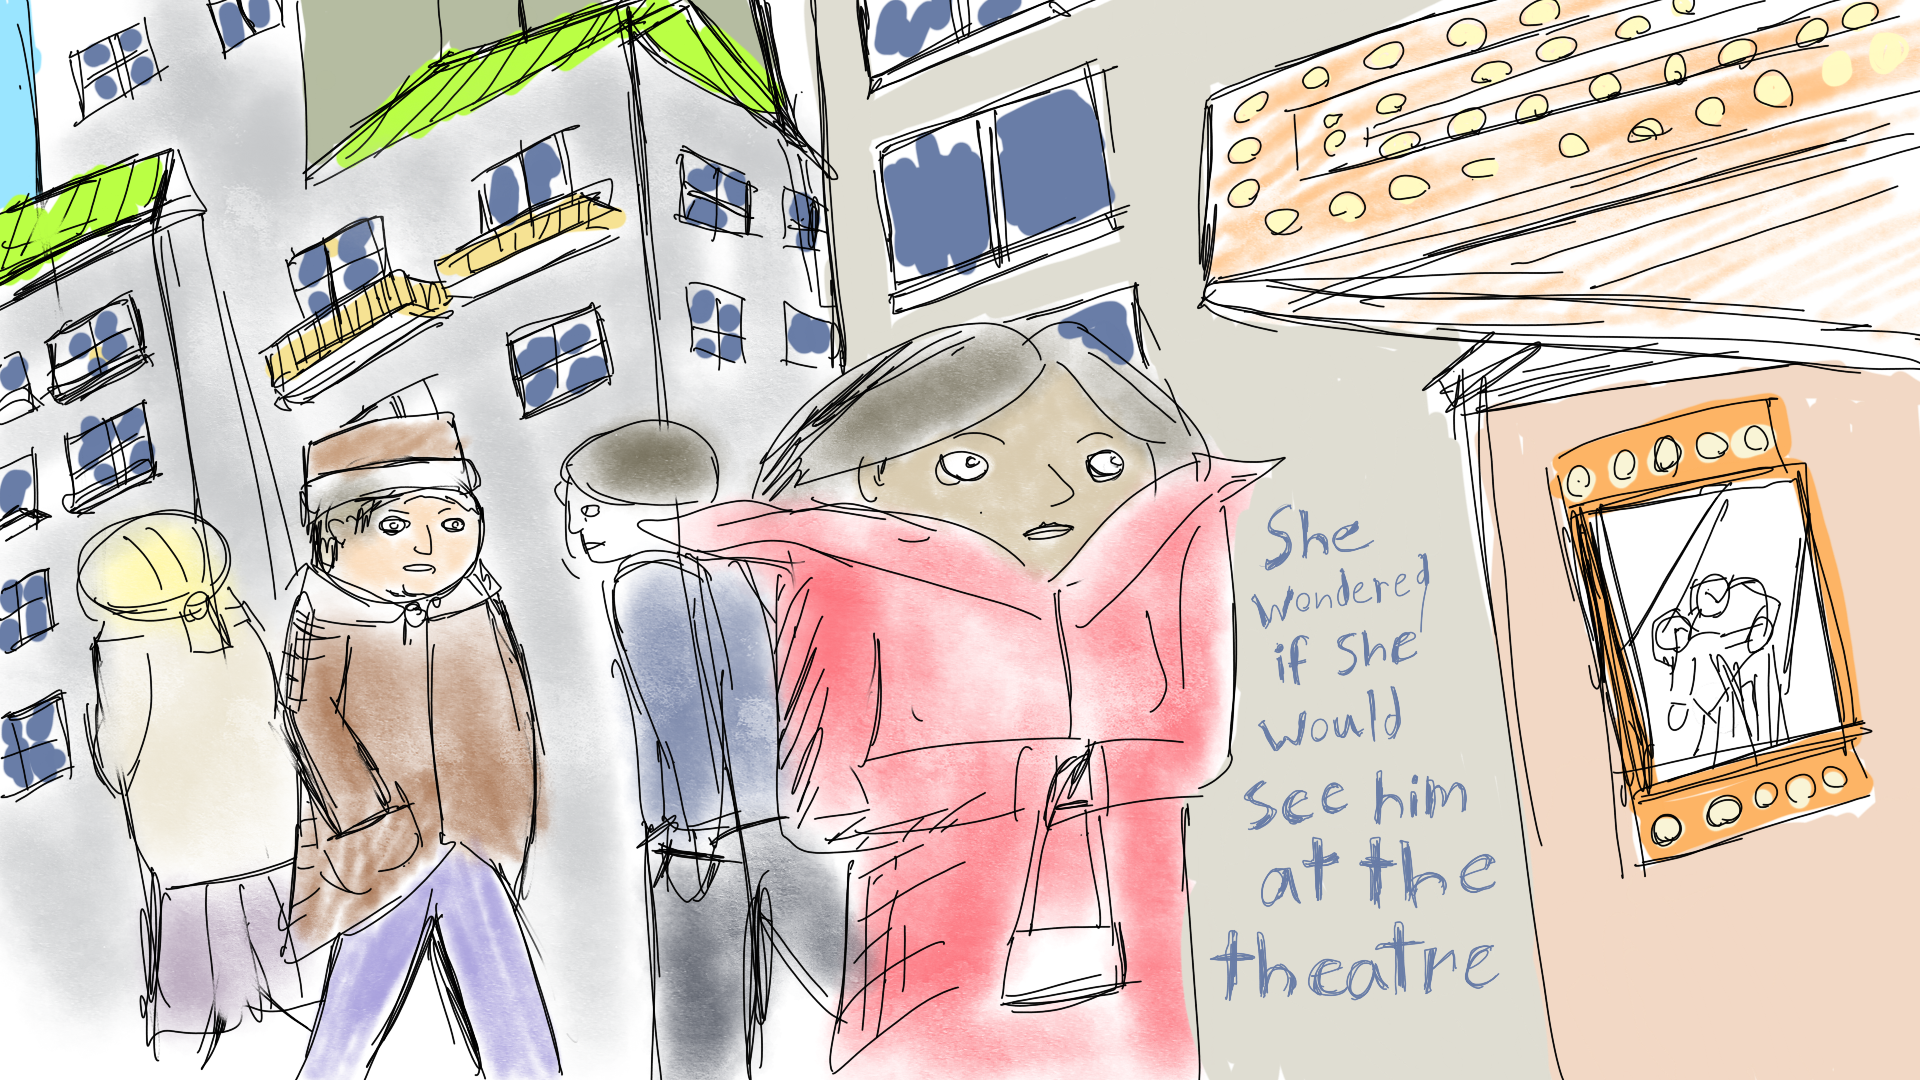 She
wondered
if she
would
see him
at the
theatre